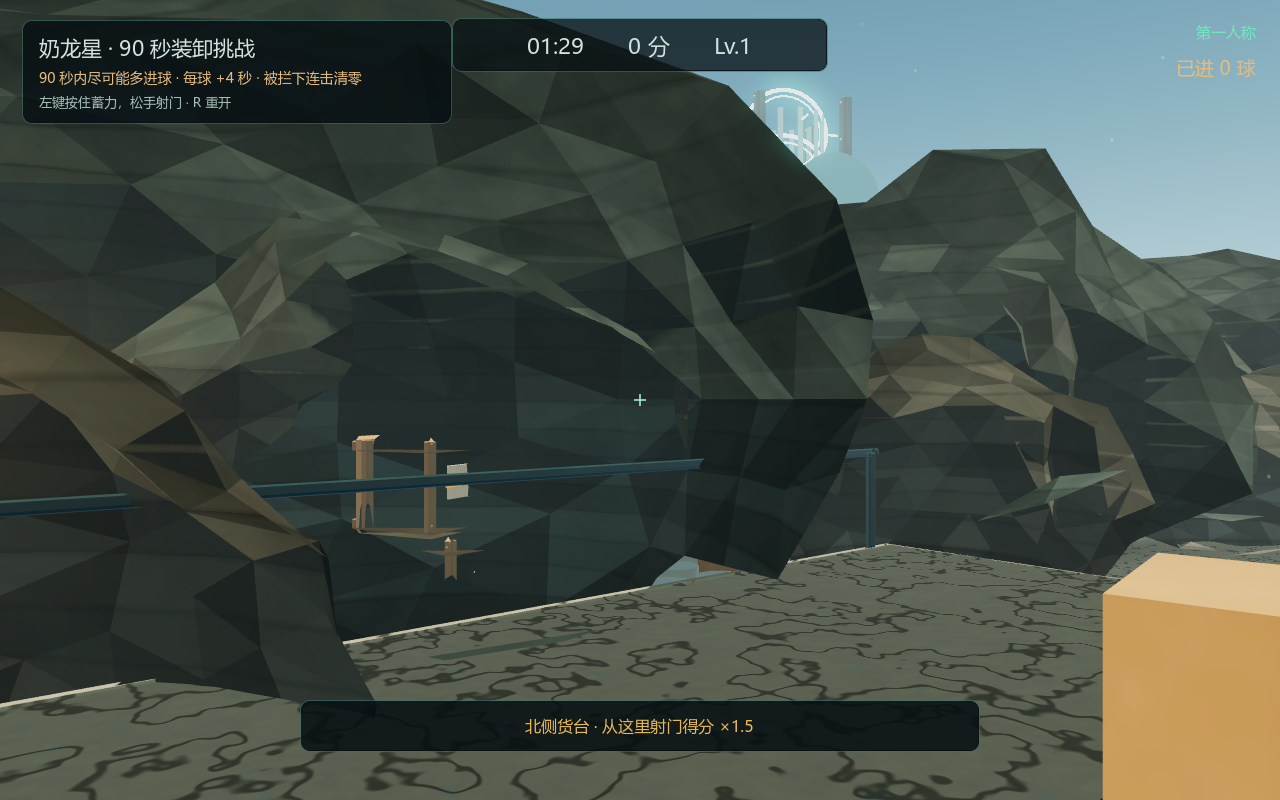 奶龙星 · 90 秒装卸挑战
90 秒内尽可能多进球 · 每球 +4 秒 · 被拦下连击清零
左键按住蓄力，松手射门 · R 重开
01:29 0 分 Lv.1
第一人称
已进 0 球
北侧货台 · 从这里射门得分 ×1.5